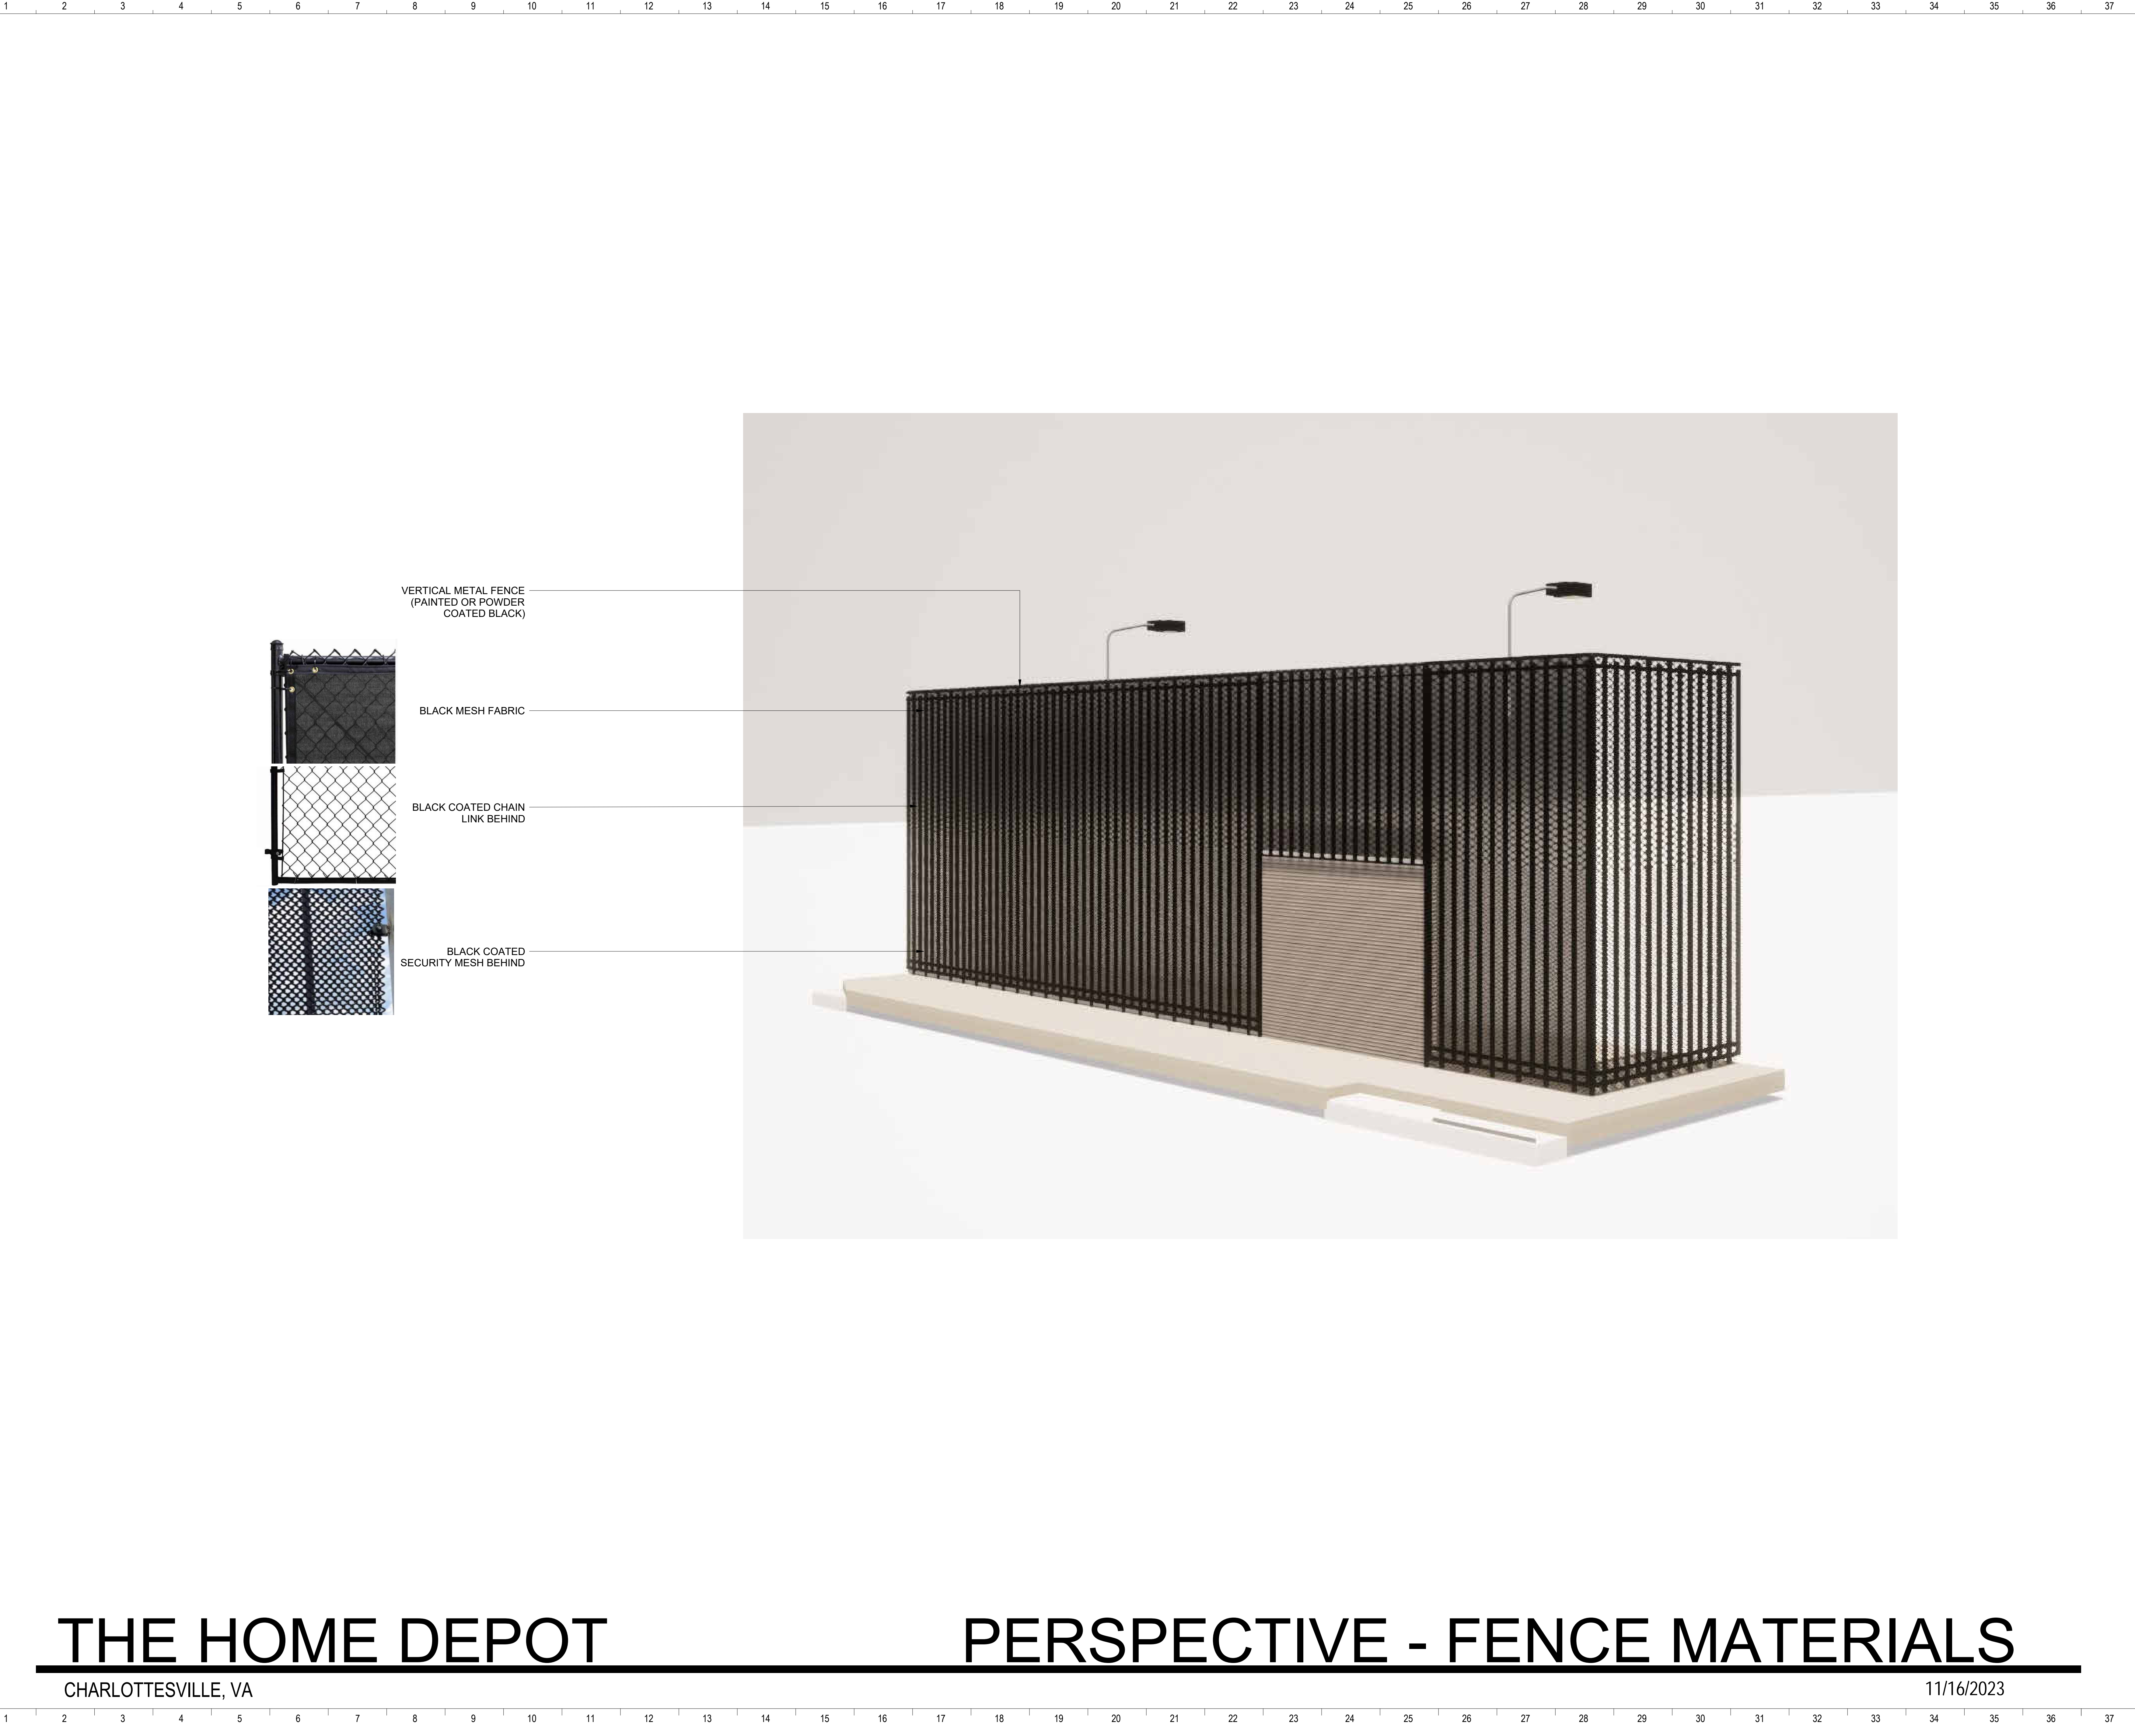 1 2 3 4 5 6 7 8 9 10 11 12 13 14 15 16 17 18 19 20 21 22 23 24 25 26 27 28 29 30 31 32 33 34 35 36 37
VERTICAL METAL FENCE
(PAINTED OR POWDER
COATED BLACK)
BLACK MESH FABRIC
BLACK COATED CHAIN
LINK BEHIND
BLACK COATED
SECURITY MESH BEHIND
THE HOME DEPOT
PERSPECTIVE - FENCE MATERIALS
CHARLOTTESVILLE, VA
11/16/2023
1 2 3 4 5 6 7 8 9 10 11 12 13 14 15 16 17 18 19 20 21 22 23 24 25 26 27 28 29 30 31 32 33 34 35 36 37